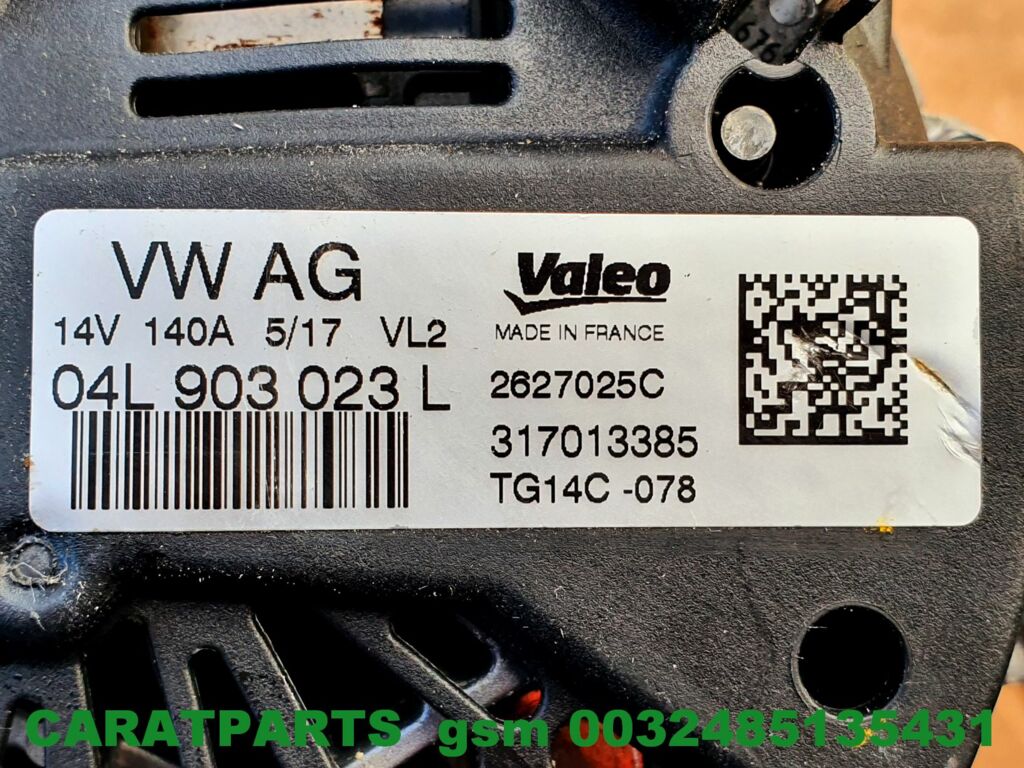 VW AG
14V 140A 5/17 VL2
04L 903 023 L
Valeo
MADE IN FRANCE
2627025C
317013385
TG14C -078
CARATPARTS gsm 0032485135431